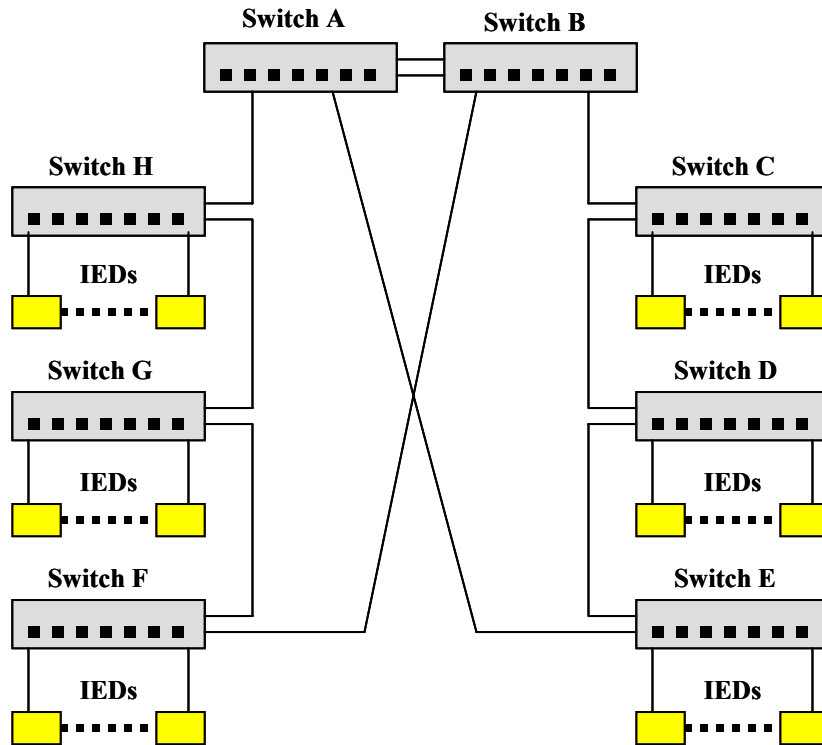 Switch A
Switch B
Switch H
Switch C
IEDs
IEDs
Switch G
Switch D
IEDs
IEDs
Switch F
Switch E
IEDs
IEDs